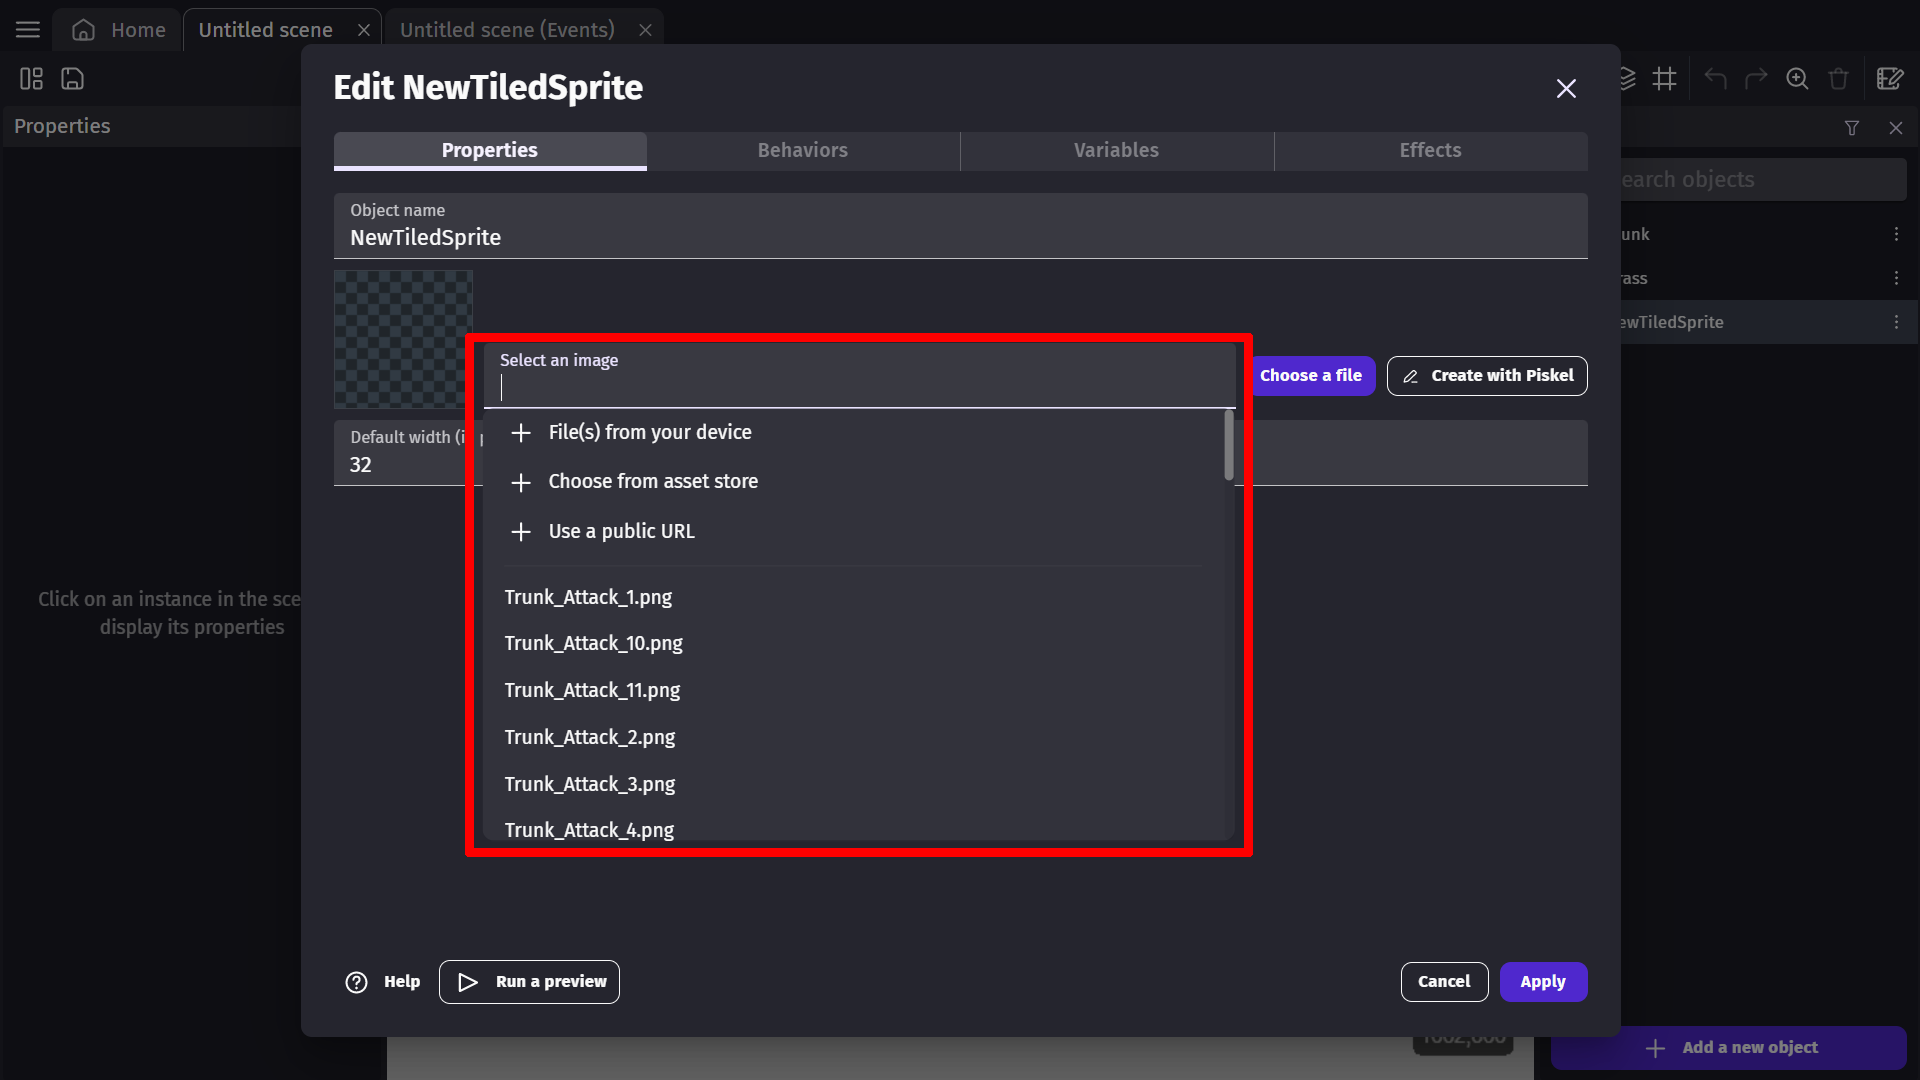 Home
Untitled scene
Untitled scene (Events)
Properties
Edit NewTiledSprite
Properties
Behaviors
Variables
Effects
earch objects
Object name
NewTiledSprite
unk
ass
ewTiledSprite
Select an image
Choose a file
Create with Piskel
File(s) from your device
Default width (i
32
Choose from asset store
Use a public URL
Trunk_Attack_1.png
Click on an instance in the sce
display its properties
Trunk_Attack_10.png
Trunk_Attack_11.png
Trunk_Attack_2.png
Trunk_Attack_3.png
Trunk_Attack_4.png
Help
Run a preview
Cancel
Apply
Add a new object